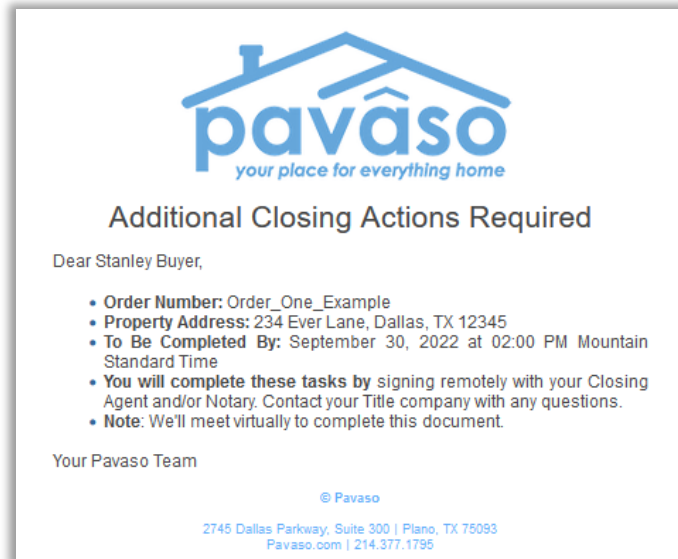 pavâso
your place for everything home
Additional Closing Actions Required
Dear Stanley Buyer,
• Order Number: Order_One_Example
• Property Address: 234 Ever Lane, Dallas, TX 12345
• To Be Completed By: September 30, 2022 at 02:00 PM Mountain
Standard Time
• You will complete these tasks by signing remotely with your Closing
Agent and/or Notary. Contact your Title company with any questions.
• Note: We'll meet virtually to complete this document.
Your Pavaso Team
© Pavaso
2745 Dallas Parkway, Suite 300 | Plano, TX 75093
Pavaso.com | 214.377.1795